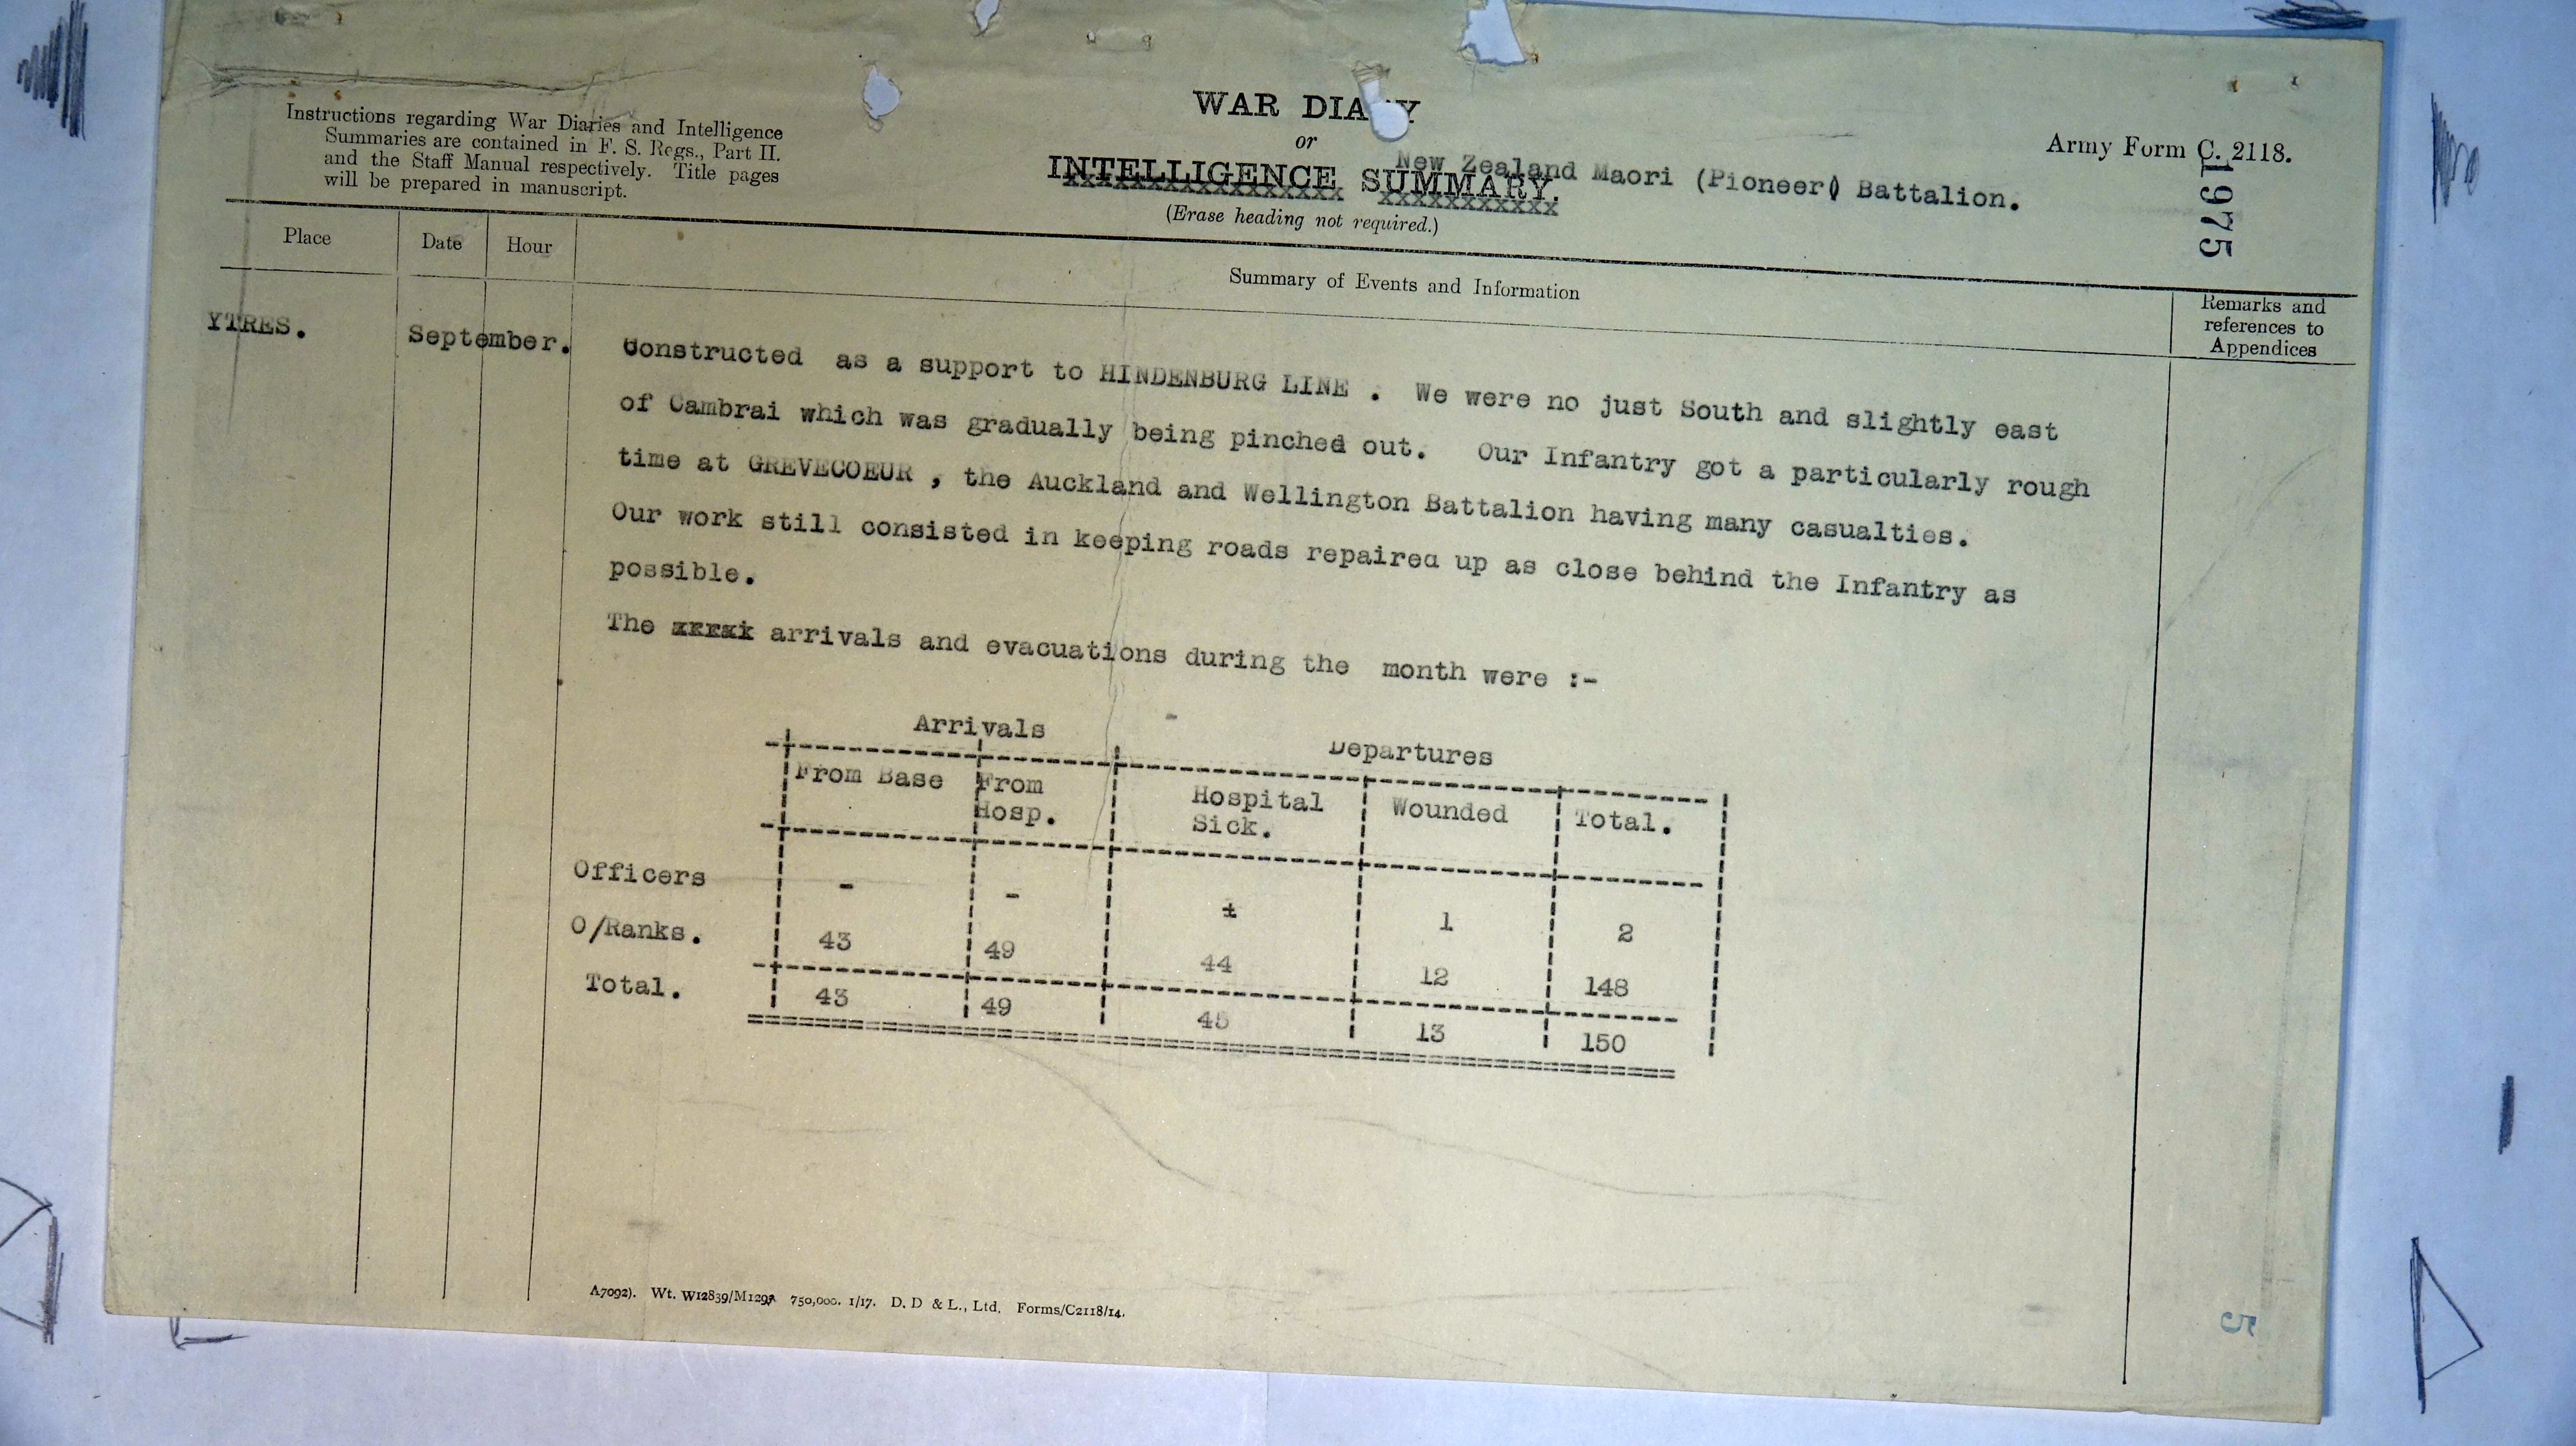 Instructions regarding War Diaries and Intelligence
Summaries are contained in F. S. Regs., Part II.
and the Staff Manual respectively. Title pages
will be prepared in manuscript.
WAR DIA Y
or
INTELLIGENCE SUMMARY.
(Erase heading not required.)
New Zealand Maori (Pioneer) Battalion.
Army Form C. 2118.
1975
Place Date Hour Summary of Events and Information Remarks and
references to
Appendices
YTRES. September. Constructed as a support to HINDENBURG LINE . We were no just South and slightly east
of Cambrai which was gradually being pinched out. Our Infantry got a particularly rough
time at GREVECOEUR , the Auckland and Wellington Battalion having many casualties.
Our work still consisted in keeping roads repaired up as close behind the Infantry as
possible.
The arrivals and evacuations during the month were :-
Arrivals Departures
From Base From Hospital Wounded Total.
Hosp. Sick.
Officers - - 1 2
O/Ranks. 43 49 44 12 148
Total. 43 49 45 13 150
A7092). Wt. W12839/M1297 750,000. 1/17. D. D & L., Ltd. Forms/C2118/14.
5